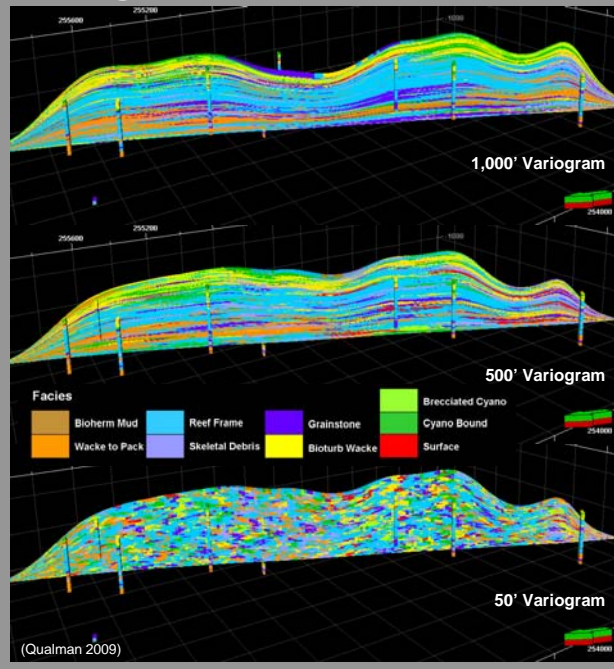 255600
255200
1000
1,000' Variogram
254000
255600
255200
1000
500' Variogram
254000
Facies
Bioherm Mud
Reef Frame
Grainstone
Brecciated Cyano
Cyano Bound
Wacke to Pack
Skeletal Debris
Bioturb Wacke
Surface
50' Variogram
(Qualman 2009)
254000